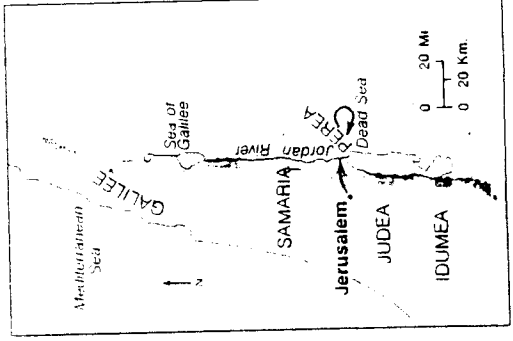 Mediterranean
Sea
GALILEE
Sea of
Galilee
N
SAMARIA
Jordan River
PEREA
Jerusalem
Dead Sea
JUDEA
IDUMEA
0 20 Mi
0 20 Km.